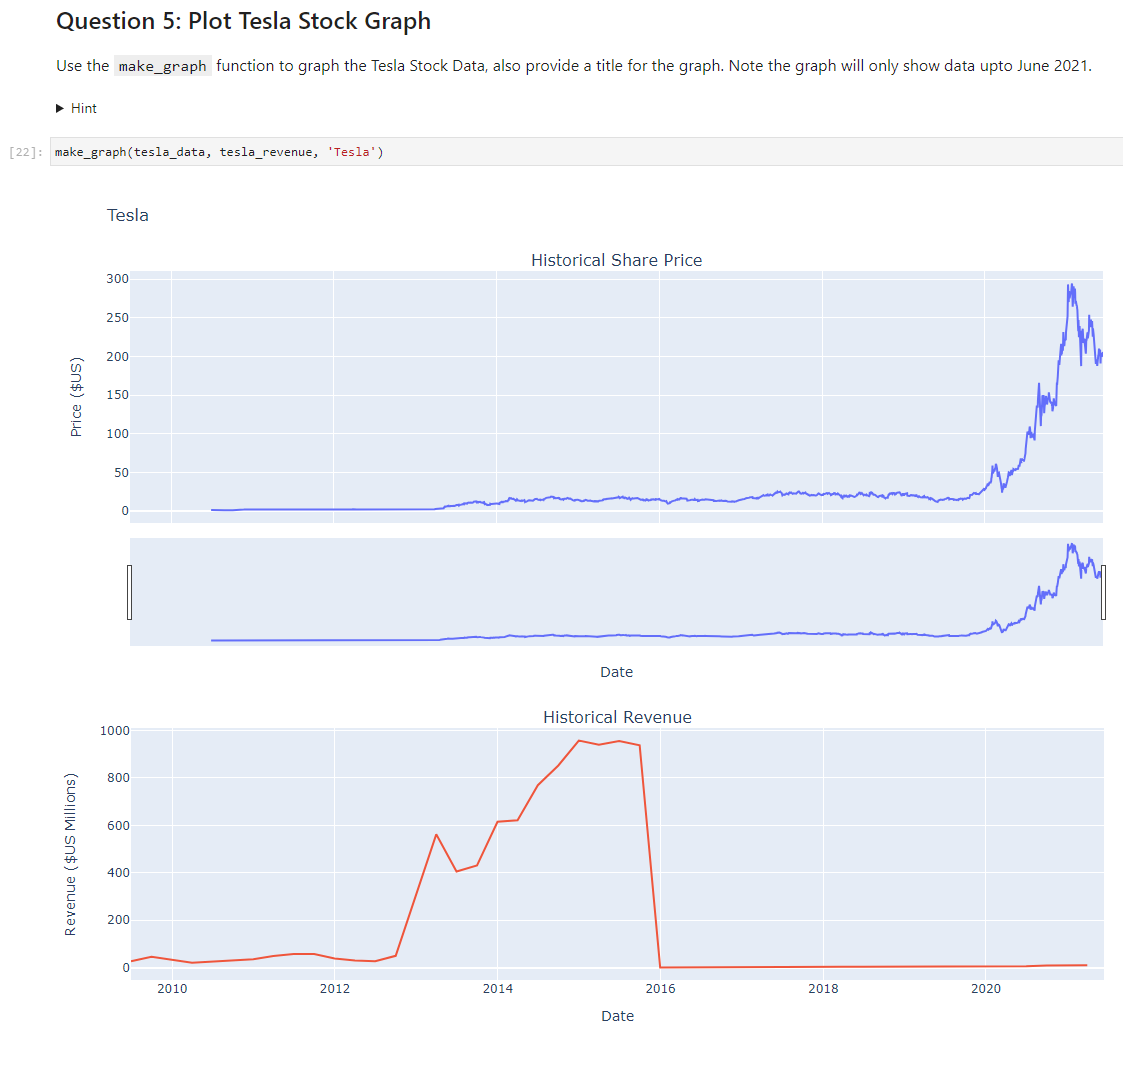 Question 5: Plot Tesla Stock Graph
Use the make_graph function to graph the Tesla Stock Data, also provide a title for the graph. Note the graph will only show data upto June 2021.
Hint
[22]: make_graph(tesla_data, tesla_revenue, 'Tesla')
Tesla
Historical Share Price
300
250
200
150
100
50
0
Price ($US)
Date
Historical Revenue
1000
800
600
400
200
0
Revenue ($US Millions)
2010 2012 2014 2016 2018 2020
Date